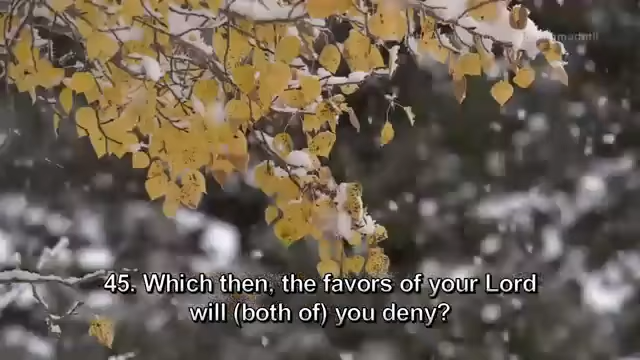 45. Which then, the favors of your Lord
will (both of) you deny?